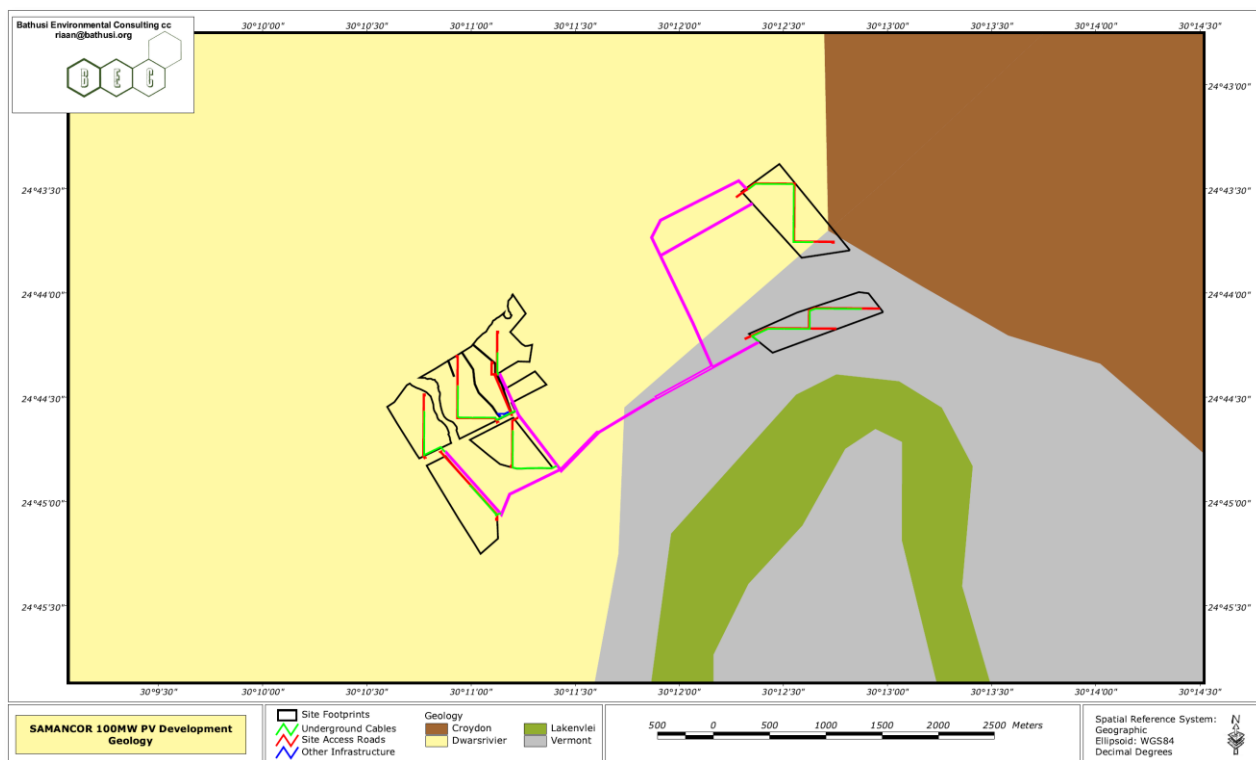 Bathusi Environmental Consulting cc
riaan@bathusi.org
B E C
30°10'00" 30°10'30" 30°11'00" 30°11'30" 30°12'00" 30°12'30" 30°13'00" 30°13'30" 30°14'00" 30°14'30"
24°43'00"
24°43'30" 24°43'30"
24°44'00" 24°44'00"
24°44'30" 24°44'30"
24°45'00" 24°45'00"
24°45'30" 24°45'30"
30°9'30" 30°10'00" 30°10'30" 30°11'00" 30°11'30" 30°12'00" 30°12'30" 30°13'00" 30°13'30" 30°14'00" 30°14'30"
SAMANCOR 100MW PV Development
Geology
Site Footprints
Underground Cables
Site Access Roads
Other Infrastructure
Geology
Croydon
Dwarsrivier
Lakenvlei
Vermont
500 0 500 1000 1500 2000 2500 Meters
Spatial Reference System:
Geographic
Ellipsoid: WGS84
Decimal Degrees
N